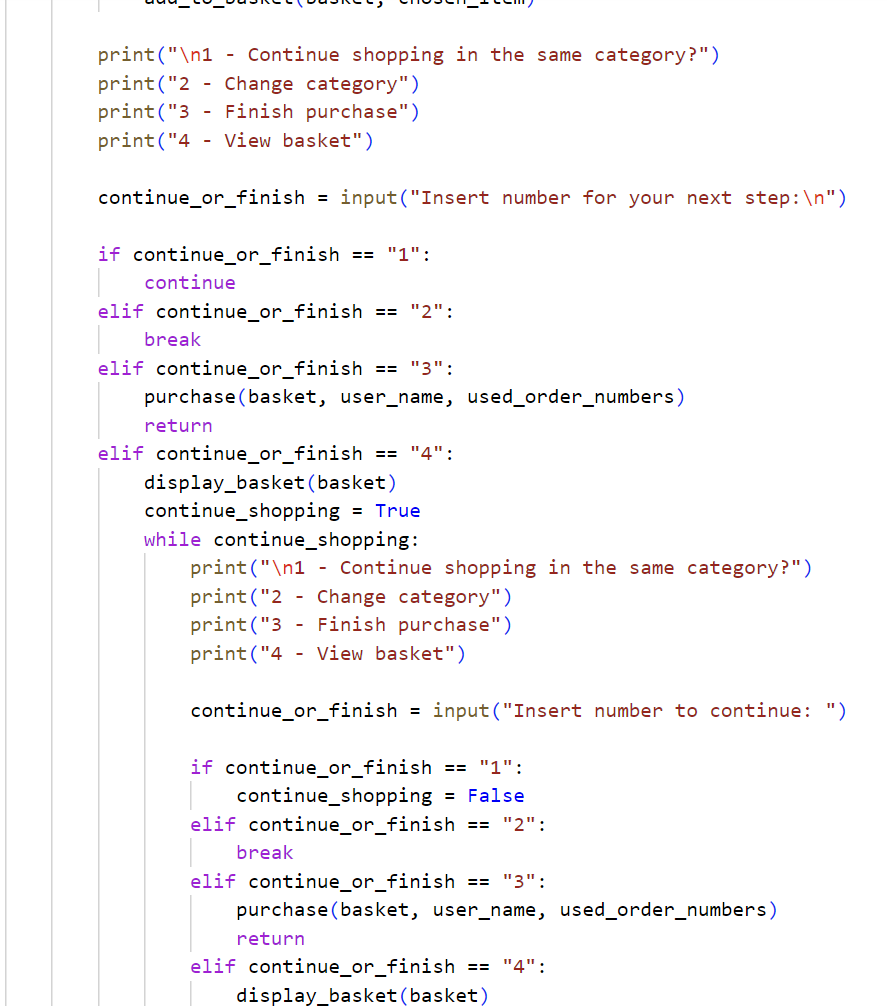 add_to_basket(basket, chosen_item)
print("\n1 - Continue shopping in the same category?")
print("2 - Change category")
print("3 - Finish purchase")
print("4 - View basket")
continue_or_finish = input("Insert number for your next step:\n")
if continue_or_finish == "1":
continue
elif continue_or_finish == "2":
break
elif continue_or_finish == "3":
purchase(basket, user_name, used_order_numbers)
return
elif continue_or_finish == "4":
display_basket(basket)
continue_shopping = True
while continue_shopping:
print("\n1 - Continue shopping in the same category?")
print("2 - Change category")
print("3 - Finish purchase")
print("4 - View basket")
continue_or_finish = input("Insert number to continue: ")
if continue_or_finish == "1":
continue_shopping = False
elif continue_or_finish == "2":
break
elif continue_or_finish == "3":
purchase(basket, user_name, used_order_numbers)
return
elif continue_or_finish == "4":
display_basket(basket)